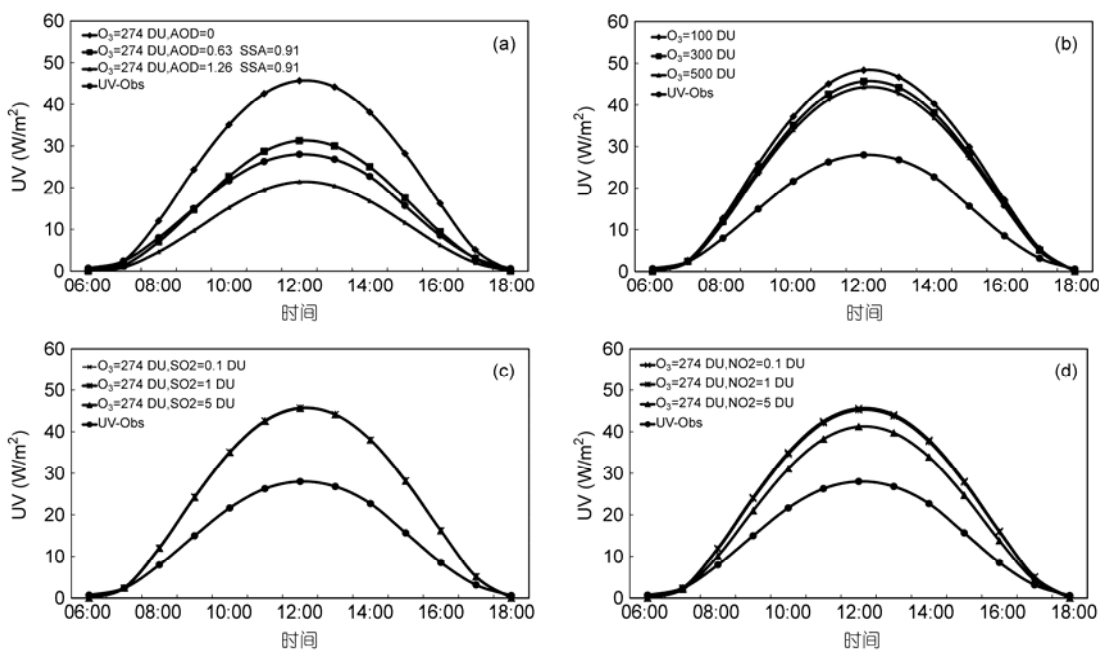 (a)
O₃=274 DU,AOD=0
O₃=274 DU,AOD=0.63 SSA=0.91
O₃=274 DU,AOD=1.26 SSA=0.91
UV-Obs
UV (W/m²)
60
50
40
30
20
10
0
06:00 08:00 10:00 12:00 14:00 16:00 18:00
时间
(b)
O₃=100 DU
O₃=300 DU
O₃=500 DU
UV-Obs
UV (W/m²)
60
50
40
30
20
10
0
06:00 08:00 10:00 12:00 14:00 16:00 18:00
时间
(c)
O₃=274 DU,SO2=0.1 DU
O₃=274 DU,SO2=1 DU
O₃=274 DU,SO2=5 DU
UV-Obs
UV (W/m²)
60
50
40
30
20
10
0
06:00 08:00 10:00 12:00 14:00 16:00 18:00
时间
(d)
O₃=274 DU,NO2=0.1 DU
O₃=274 DU,NO2=1 DU
O₃=274 DU,NO2=5 DU
UV-Obs
UV (W/m²)
60
50
40
30
20
10
0
06:00 08:00 10:00 12:00 14:00 16:00 18:00
时间